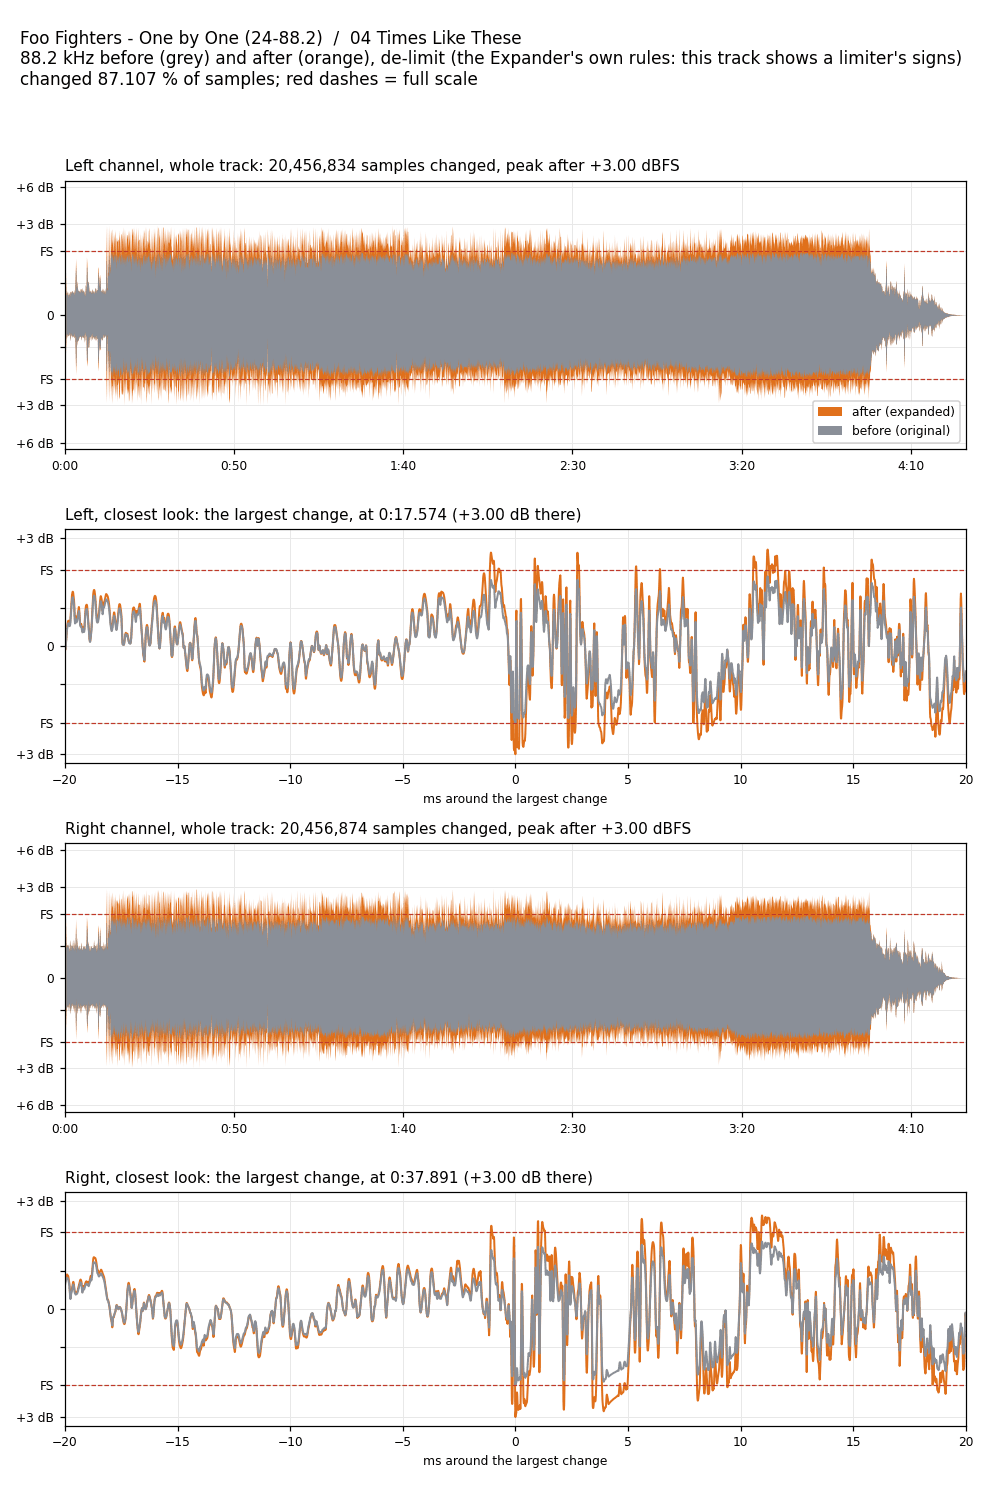 Foo Fighters - One by One (24-88.2)  /  04 Times Like These
88.2 kHz before (grey) and after (orange), de-limit (the Expander's own rules: this track shows a limiter's signs)
changed 87.107 % of samples; red dashes = full scale
Left channel, whole track: 20,456,834 samples changed, peak after +3.00 dBFS
+6 dB
+3 dB
FS
0
FS
+3 dB
+6 dB
after (expanded)
before (original)
0:00 0:50 1:40 2:30 3:20 4:10
Left, closest look: the largest change, at 0:17.574 (+3.00 dB there)
+3 dB
FS
0
FS
+3 dB
−20 −15 −10 −5 0 5 10 15 20
ms around the largest change
Right channel, whole track: 20,456,874 samples changed, peak after +3.00 dBFS
+6 dB
+3 dB
FS
0
FS
+3 dB
+6 dB
0:00 0:50 1:40 2:30 3:20 4:10
Right, closest look: the largest change, at 0:37.891 (+3.00 dB there)
+3 dB
FS
0
FS
+3 dB
−20 −15 −10 −5 0 5 10 15 20
ms around the largest change